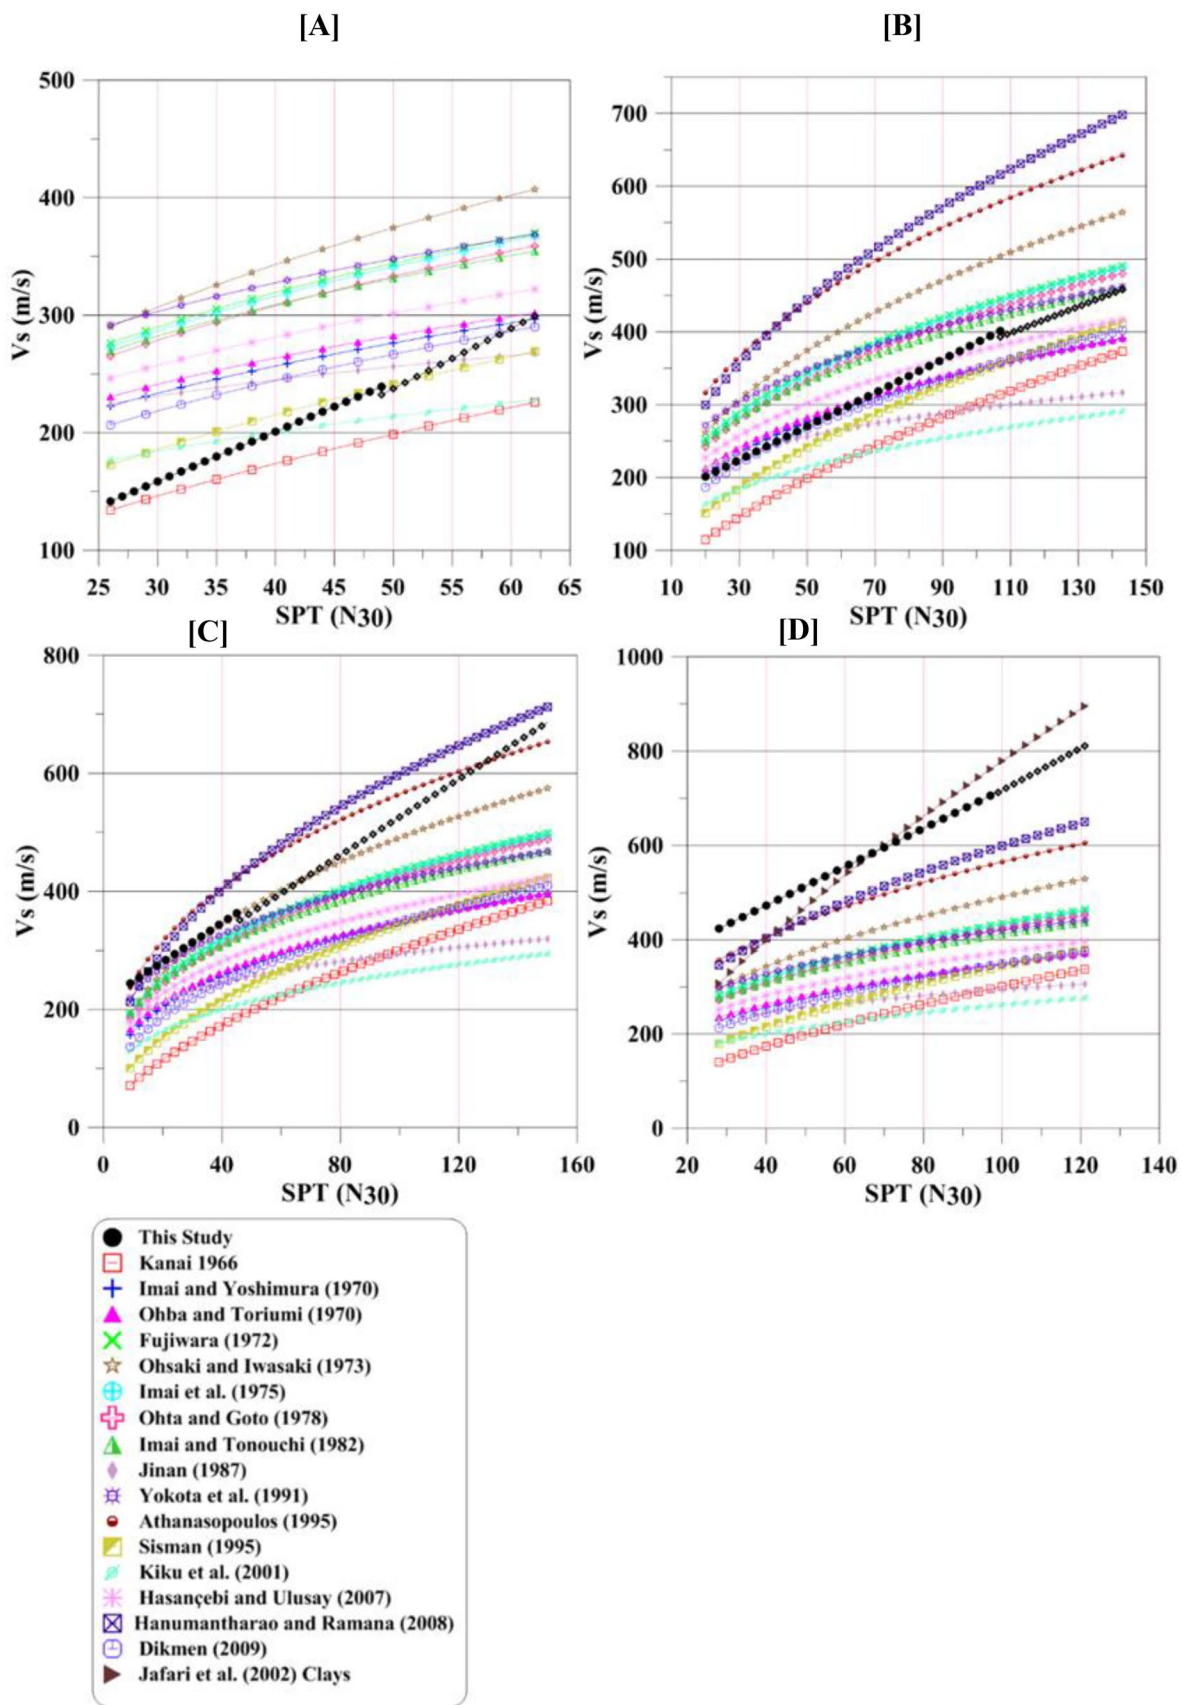 [A]
[B]
500
400
300
200
100
Vs (m/s)
25 30 35 40 45 50 55 60 65
SPT (N30)
700
600
500
400
300
200
100
Vs (m/s)
10 30 50 70 90 110 130 150
SPT (N30)
[C]
[D]
800
600
400
200
0
Vs (m/s)
0 40 80 120 160
SPT (N30)
1000
800
600
400
200
0
Vs (m/s)
20 40 60 80 100 120 140
SPT (N30)
This Study
Kanai 1966
Imai and Yoshimura (1970)
Ohba and Toriumi (1970)
Fujiwara (1972)
Ohsaki and Iwasaki (1973)
Imai et al. (1975)
Ohta and Goto (1978)
Imai and Tonouchi (1982)
Jinan (1987)
Yokota et al. (1991)
Athanasopoulos (1995)
Sisman (1995)
Kiku et al. (2001)
Hasançebi and Ulusay (2007)
Hanumantharao and Ramana (2008)
Dikmen (2009)
Jafari et al. (2002) Clays